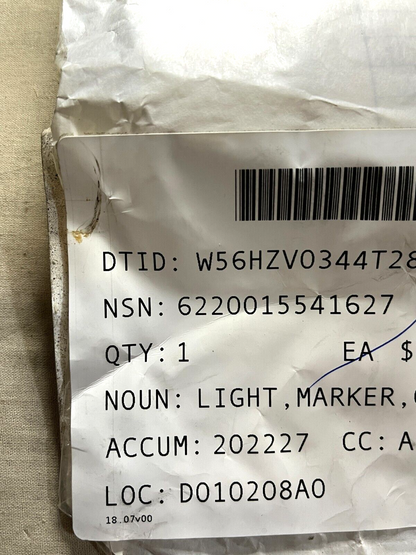 DTID: W56HZV0344T28
NSN: 6220015541627
QTY: 1 EA $
NOUN: LIGHT,MARKER,
ACCUM: 202227 CC: A
LOC: D010208A0
18.07v00